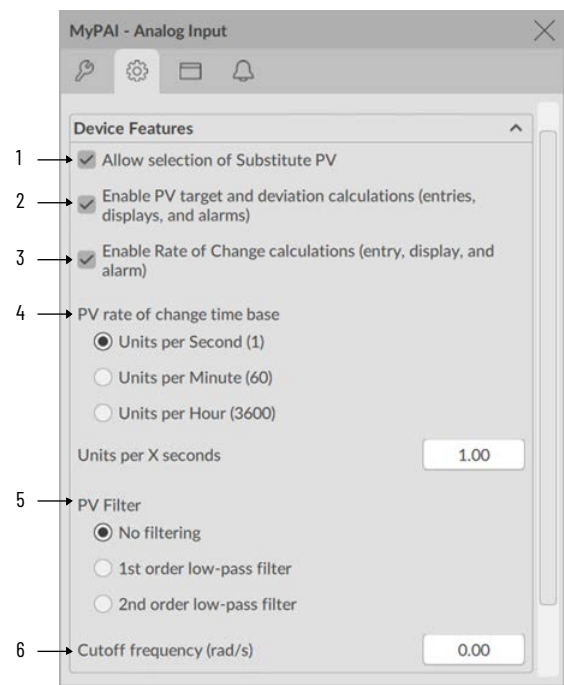 MyPAI - Analog Input
Device Features
1
Allow selection of Substitute PV
2
Enable PV target and deviation calculations (entries,
displays, and alarms)
3
Enable Rate of Change calculations (entry, display, and
alarm)
4
PV rate of change time base
Units per Second (1)
Units per Minute (60)
Units per Hour (3600)
Units per X seconds 1.00
5
PV Filter
No filtering
1st order low-pass filter
2nd order low-pass filter
6
Cutoff frequency (rad/s) 0.00